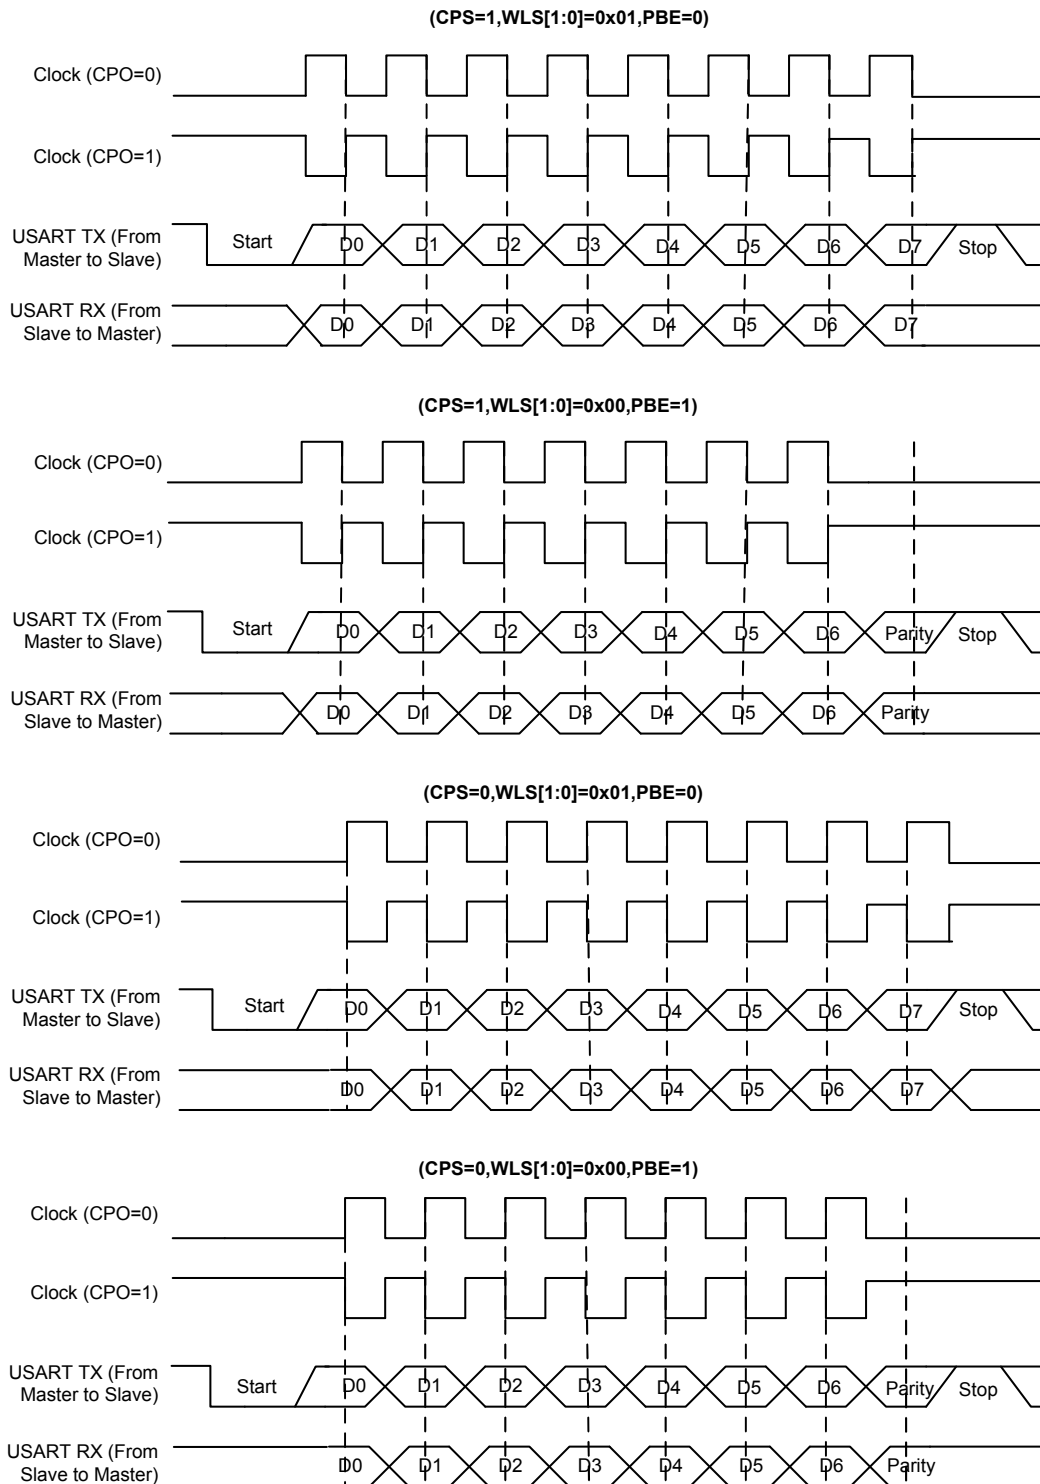 (CPS=1,WLS[1:0]=0x01,PBE=0)
Clock (CPO=0)
Clock (CPO=1)
USART TX (From
Master to Slave)
Start D0 D1 D2 D3 D4 D5 D6 D7 Stop
USART RX (From
Slave to Master)
D0 D1 D2 D3 D4 D5 D6 D7
(CPS=1,WLS[1:0]=0x00,PBE=1)
Clock (CPO=0)
Clock (CPO=1)
USART TX (From
Master to Slave)
Start D0 D1 D2 D3 D4 D5 D6 Parity Stop
USART RX (From
Slave to Master)
D0 D1 D2 D3 D4 D5 D6 Parity
(CPS=0,WLS[1:0]=0x01,PBE=0)
Clock (CPO=0)
Clock (CPO=1)
USART TX (From
Master to Slave)
Start D0 D1 D2 D3 D4 D5 D6 D7 Stop
USART RX (From
Slave to Master)
D0 D1 D2 D3 D4 D5 D6 D7
(CPS=0,WLS[1:0]=0x00,PBE=1)
Clock (CPO=0)
Clock (CPO=1)
USART TX (From
Master to Slave)
Start D0 D1 D2 D3 D4 D5 D6 Parity Stop
USART RX (From
Slave to Master)
D0 D1 D2 D3 D4 D5 D6 Parity